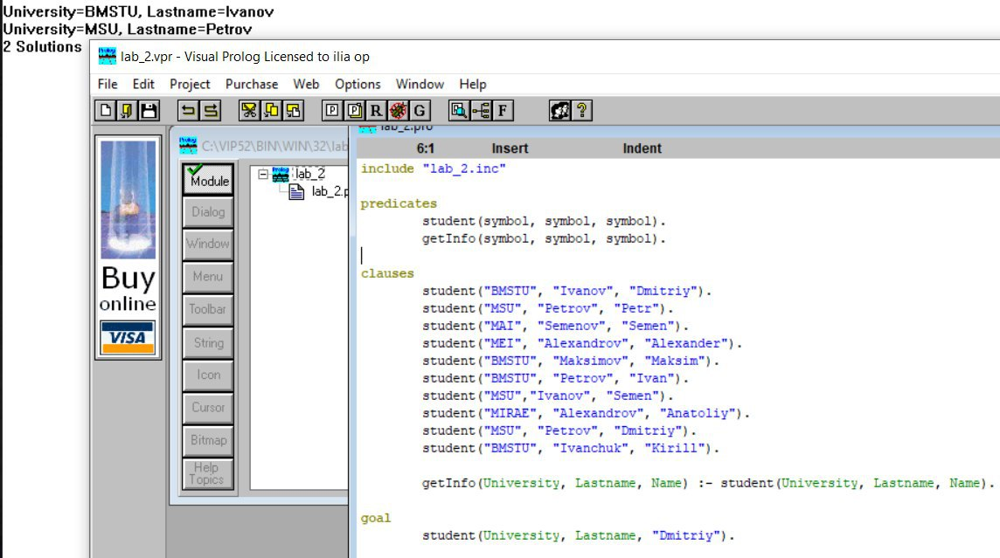 University=BMSTU, Lastname=Ivanov
University=MSU, Lastname=Petrov
2 Solutions
lab_2.vpr - Visual Prolog Licensed to ilia op
File Edit Project Purchase Web Options Window Help
P P R G F ?
C:\VIP52\BIN\WIN\32\lab
lab_2.pro
Module
Dialog
Window
Menu
Toolbar
String
Icon
Cursor
Bitmap
Help
Topics
lab_2
lab_2.p
Buy
online
VISA
6:1 Insert Indent
include "lab_2.inc"
predicates
student(symbol, symbol, symbol).
getInfo(symbol, symbol, symbol).
clauses
student("BMSTU", "Ivanov", "Dmitriy").
student("MSU", "Petrov", "Petr").
student("MAI", "Semenov", "Semen").
student("MEI", "Alexandrov", "Alexander").
student("BMSTU", "Maksimov", "Maksim").
student("BMSTU", "Petrov", "Ivan").
student("MSU","Ivanov", "Semen").
student("MIRAE", "Alexandrov", "Anatoliy").
student("MSU", "Petrov", "Dmitriy").
student("BMSTU", "Ivanchuk", "Kirill").
getInfo(University, Lastname, Name) :- student(University, Lastname, Name).
goal
student(University, Lastname, "Dmitriy").